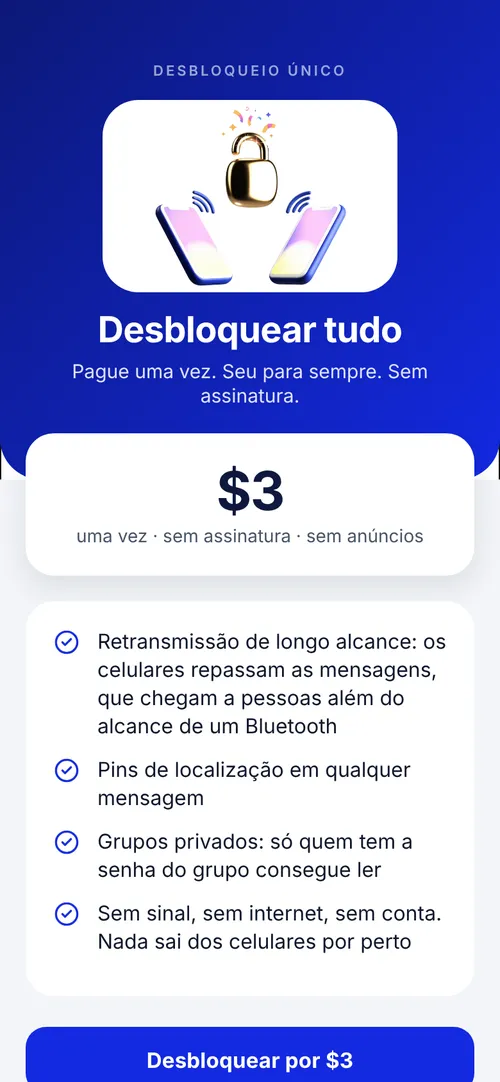 DESBLOQUEIO ÚNICO
Desbloquear tudo
Pague uma vez. Seu para sempre. Sem
assinatura.
$3
uma vez · sem assinatura · sem anúncios
Retransmissão de longo alcance: os
celulares repassam as mensagens,
que chegam a pessoas além do
alcance de um Bluetooth
Pins de localização em qualquer
mensagem
Grupos privados: só quem tem a
senha do grupo consegue ler
Sem sinal, sem internet, sem conta.
Nada sai dos celulares por perto
Desbloquear por $3